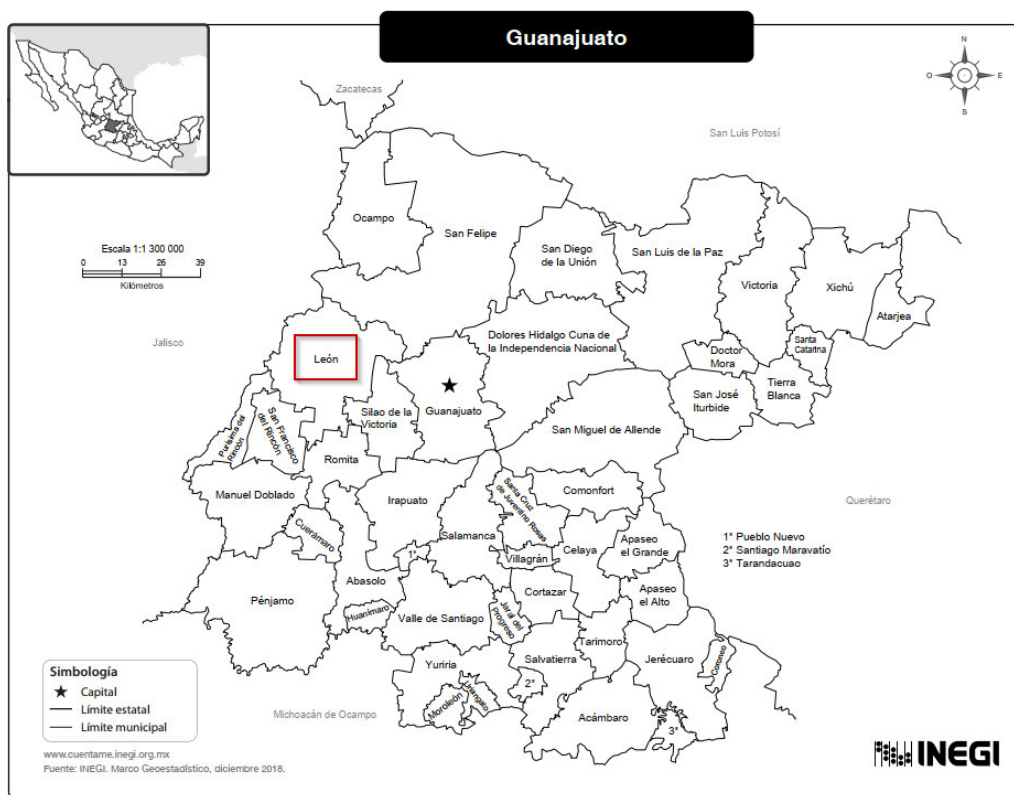 Guanajuato
N
O
E
S
Zacatecas
San Luis Potosí
Ocampo
San Felipe
San Diego
de la Unión
San Luis de la Paz
Escala 1:1 300 000
0 13 26 39
Kilómetros
Victoria
Xichú
Atarjea
Jalisco
León
Dolores Hidalgo Cuna de
la Independencia Nacional
Doctor
Mora
Santa
Catarina
Tierra
Blanca
San José
Iturbide
Guanajuato
Silao de la
Victoria
San Miguel de Allende
Purísima del
Rincón
San Francisco
del Rincón
Romita
Manuel Doblado
Irapuato
Santa Cruz
de Juventino Rosas
Comonfort
Querétaro
Cuerámaro
Salamanca
Celaya
Apaseo
el Grande
1* Pueblo Nuevo
2* Santiago Maravatío
3* Tarandacuao
1*
Villagrán
Abasolo
Pénjamo
Cortazar
Apaseo
el Alto
Huanímaro
Valle de Santiago
Jaral del
Progreso
Tarimoro
Yuriria
Salvatierra
Jerécuaro
Coroneo
2*
Moroleón
Uriangato
Michoacán de Ocampo
Acámbaro
3*
Simbología
Capital
Límite estatal
Límite municipal
www.cuentame.inegi.org.mx
Fuente: INEGI. Marco Geoestadístico, diciembre 2018.
INEGI